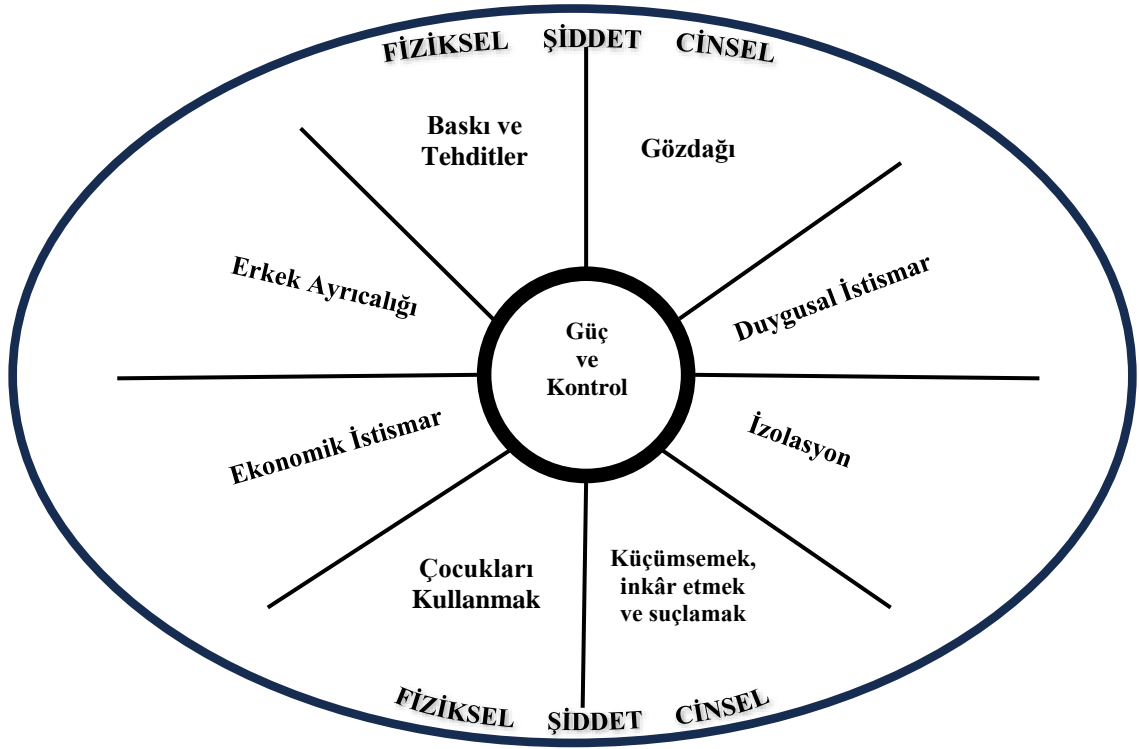 FİZİKSEL ŞİDDET CİNSEL
Baskı ve
Tehditler
Gözdağı
Erkek Ayrıcalığı
Duygusal İstismar
Güç
ve
Kontrol
Ekonomik İstismar
İzolasyon
Çocukları
Kullanmak
Küçümsemek,
inkâr etmek
ve suçlamak
FİZİKSEL ŞİDDET CİNSEL